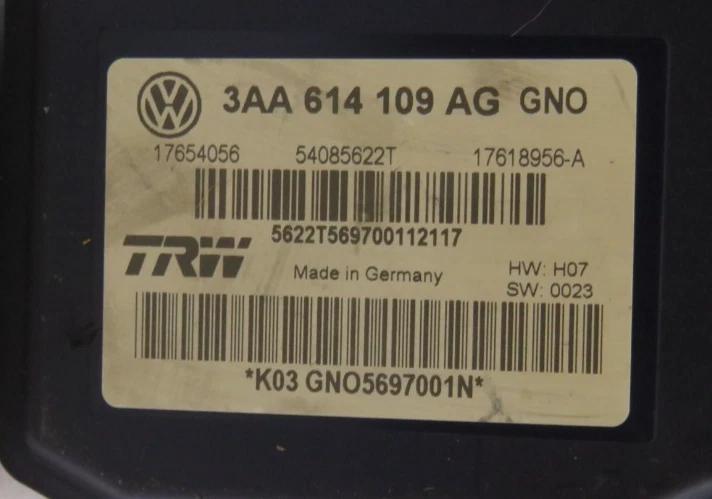 3AA 614 109 AG GNO
17654056 54085622T 17618956-A
5622T569700112117
TRW
Made in Germany
HW: H07
SW: 0023
*K03 GNO5697001N*